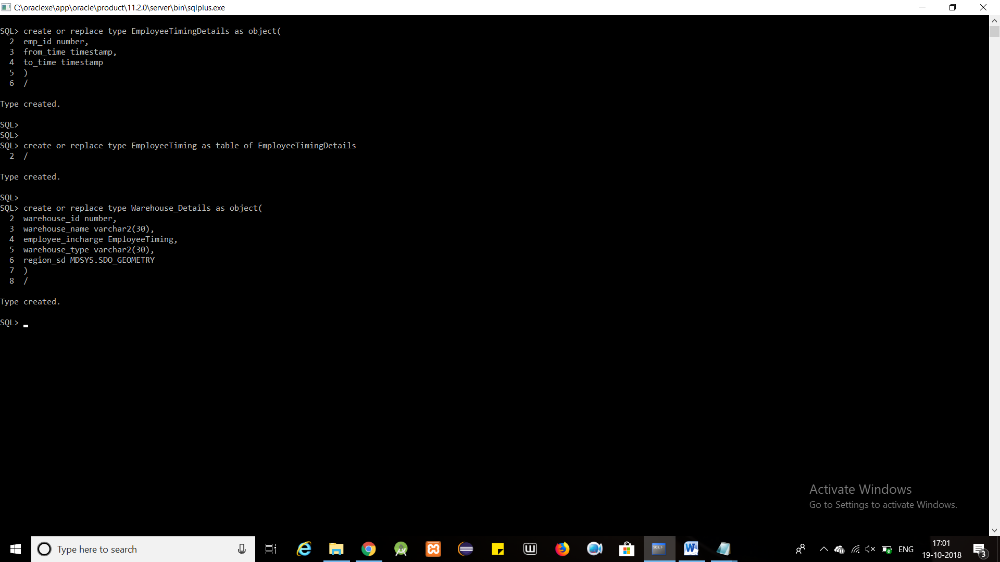 C:\oraclexe\app\oracle\product\11.2.0\server\bin\sqlplus.exe
SQL> create or replace type EmployeeTimingDetails as object(
  2  emp_id number,
  3  from_time timestamp,
  4  to_time timestamp
  5  )
  6  /
Type created.
SQL>
SQL>
SQL> create or replace type EmployeeTiming as table of EmployeeTimingDetails
  2  /
Type created.
SQL>
SQL> create or replace type Warehouse_Details as object(
  2  warehouse_id number,
  3  warehouse_name varchar2(30),
  4  employee_incharge EmployeeTiming,
  5  warehouse_type varchar2(30),
  6  region_sd MDSYS.SDO_GEOMETRY
  7  )
  8  /
Type created.
SQL>
Activate Windows
Go to Settings to activate Windows.
Type here to search
SQL>
ENG
17:01
19-10-2018
3